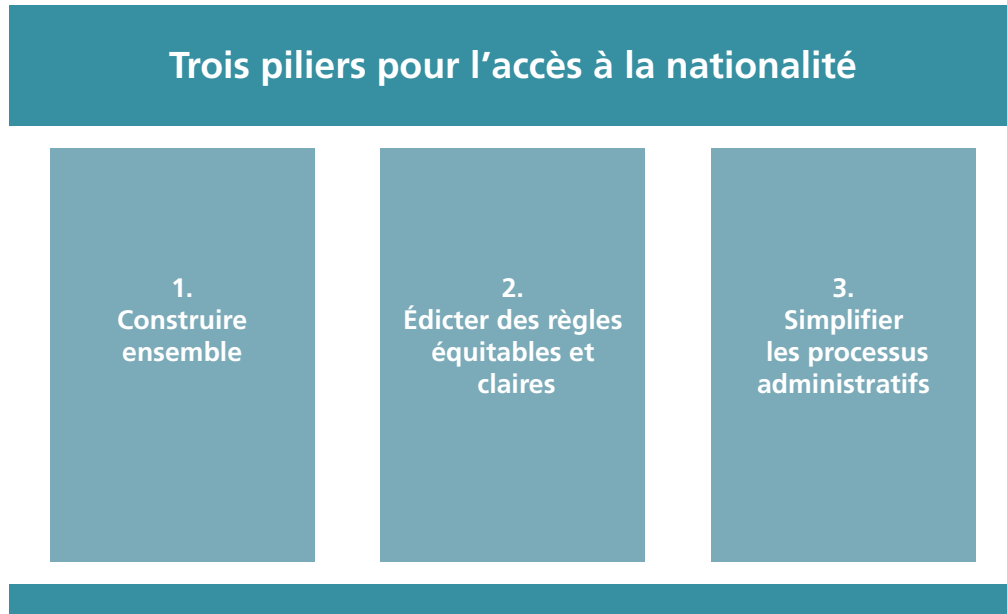 Trois piliers pour l’accès à la nationalité
1.
Construire
ensemble
2.
Édicter des règles
équitables et
claires
3.
Simplifier
les processus
administratifs